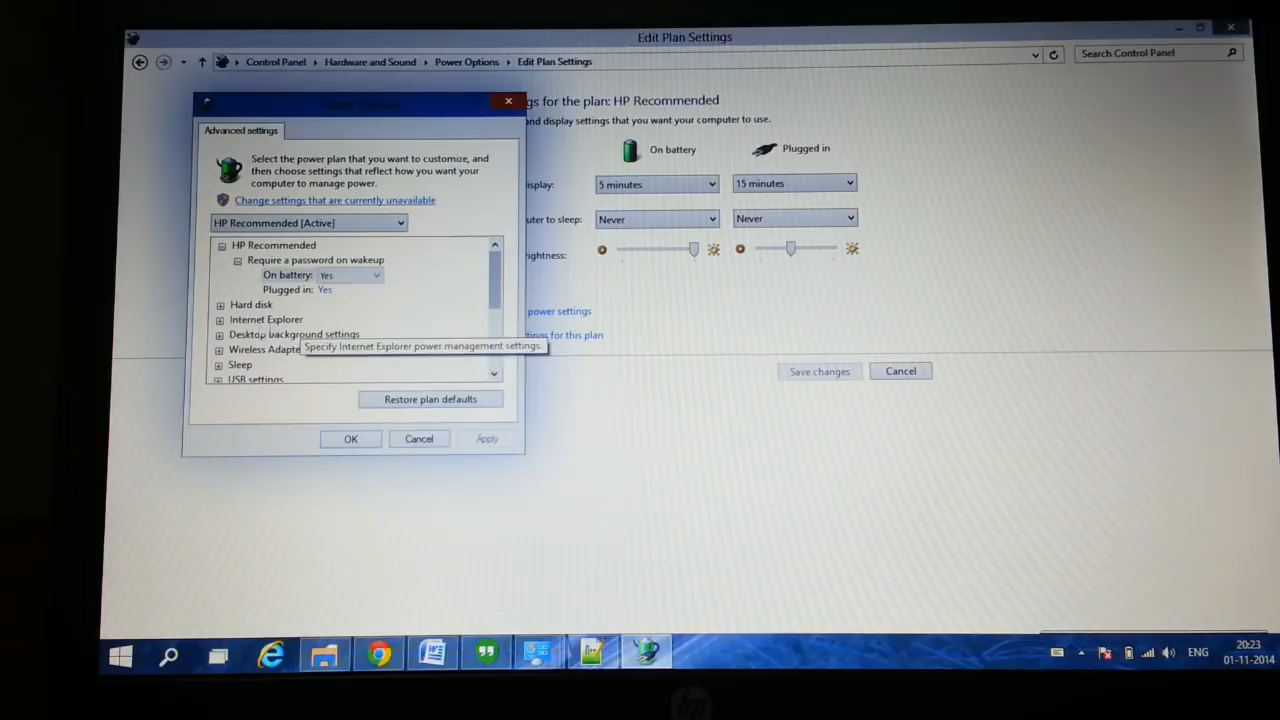 Edit Plan Settings
Control Panel
Hardware and Sound
Power Options
Edit Plan Settings
Search Control Panel
gs for the plan: HP Recommended
and display settings that you want your computer to use.
On battery
Plugged in
isplay:
5 minutes
15 minutes
uter to sleep:
Never
Never
ightness:
power settings
tings for this plan
Save changes
Cancel
Advanced settings
Select the power plan that you want to customize, and
then choose settings that reflect how you want your
computer to manage power.
Change settings that are currently unavailable
HP Recommended [Active]
HP Recommended
Require a password on wakeup
On battery: Yes
Plugged in: Yes
Hard disk
Internet Explorer
Desktop background settings
Wireless Adapte
Specify Internet Explorer power management settings.
Sleep
USB settings
Restore plan defaults
OK
Cancel
Apply
ENG
20:23
01-11-2014
hp